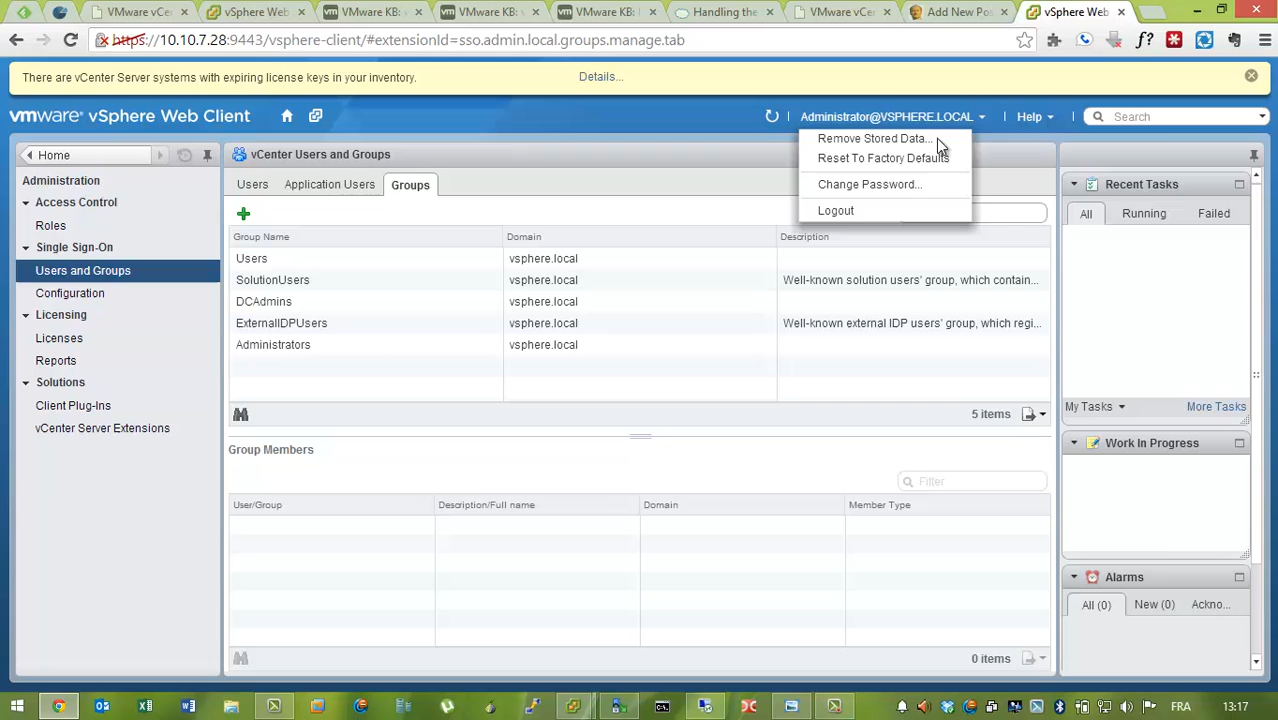 VMware vCenter
vSphere Web
VMware KB:
VMware KB:
VMware KB:
Handling the
VMware vCent
Add New Pos
vSphere Web
https://10.10.7.28:9443/vsphere-client/#extensionId=sso.admin.local.groups.manage.tab
There are vCenter Server systems with expiring license keys in your inventory.
Details...
vmware® vSphere Web Client
Administrator@VSPHERE.LOCAL
Help
Search
Remove Stored Data...
Reset To Factory Defaults
Change Password...
Logout
Home
Administration
Access Control
Roles
Single Sign-On
Users and Groups
Configuration
Licensing
Licenses
Reports
Solutions
Client Plug-Ins
vCenter Server Extensions
vCenter Users and Groups
Users
Application Users
Groups
Group Name
Domain
Description
Users
vsphere.local
SolutionUsers
vsphere.local
Well-known solution users' group, which contain...
DCAdmins
vsphere.local
ExternalIDPUsers
vsphere.local
Well-known external IDP users' group, which regi...
Administrators
vsphere.local
5 items
Group Members
Filter
User/Group
Description/Full name
Domain
Member Type
0 items
Recent Tasks
All
Running
Failed
My Tasks
More Tasks
Work In Progress
Alarms
All (0)
New (0)
Ackno...
FRA
13:17